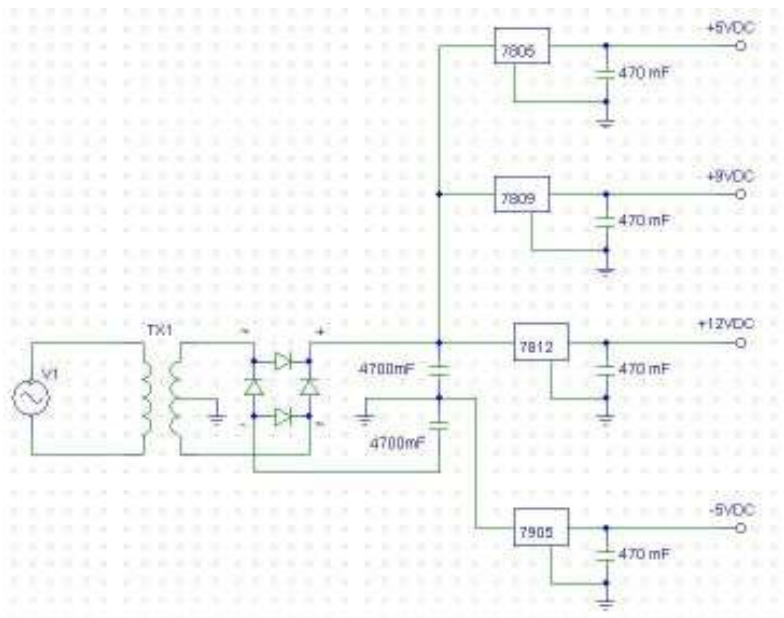 +5VDC
7805
470 mF
+9VDC
7809
470 mF
+12VDC
TX1
~
+
7812
V1
4700mF
470 mF
-
~
4700mF
-5VDC
7905
470 mF